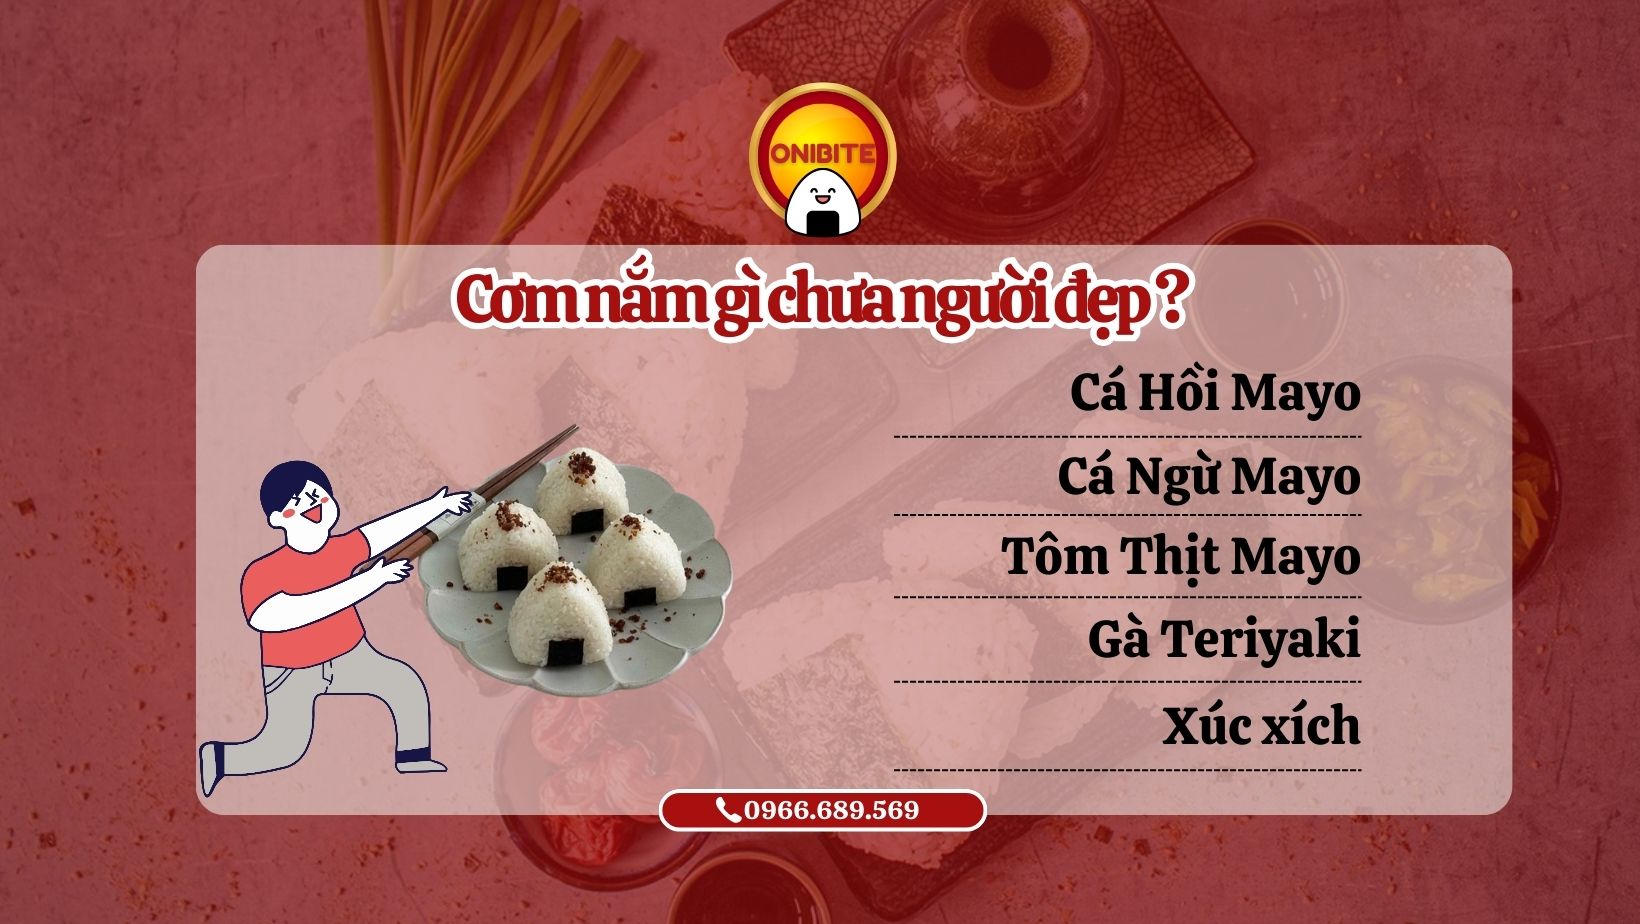 ONIBITE
Cơm nắm gì chưa người đẹp ?
Cá Hồi Mayo
Cá Ngừ Mayo
Tôm Thịt Mayo
Gà Teriyaki
Xúc xích
0966.689.569